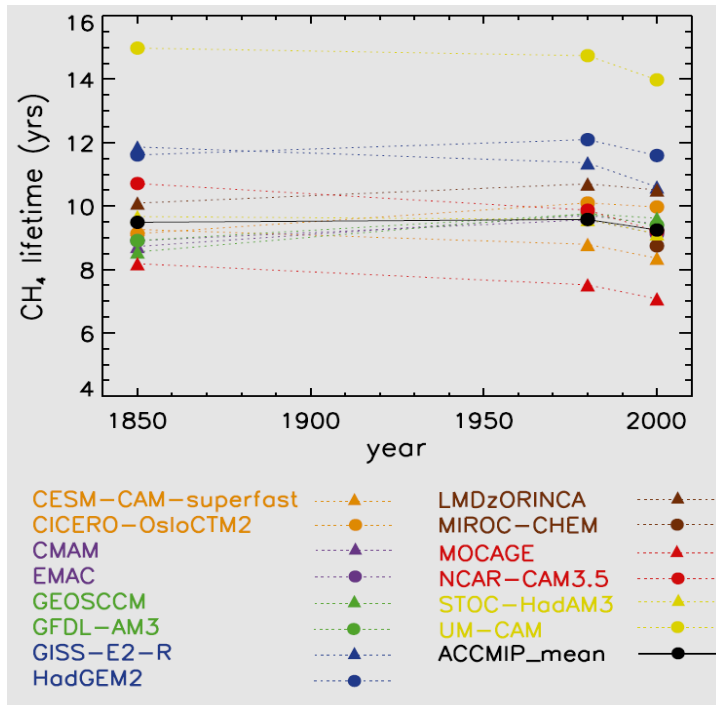 16
14
12
10
8
6
4
CH₄ lifetime (yrs)
1850 1900 1950 2000
year
CESM-CAM-superfast
CICERO-OsloCTM2
CMAM
EMAC
GEOSCCM
GFDL-AM3
GISS-E2-R
HadGEM2
LMDzORINCA
MIROC-CHEM
MOCAGE
NCAR-CAM3.5
STOC-HadAM3
UM-CAM
ACCMIP_mean